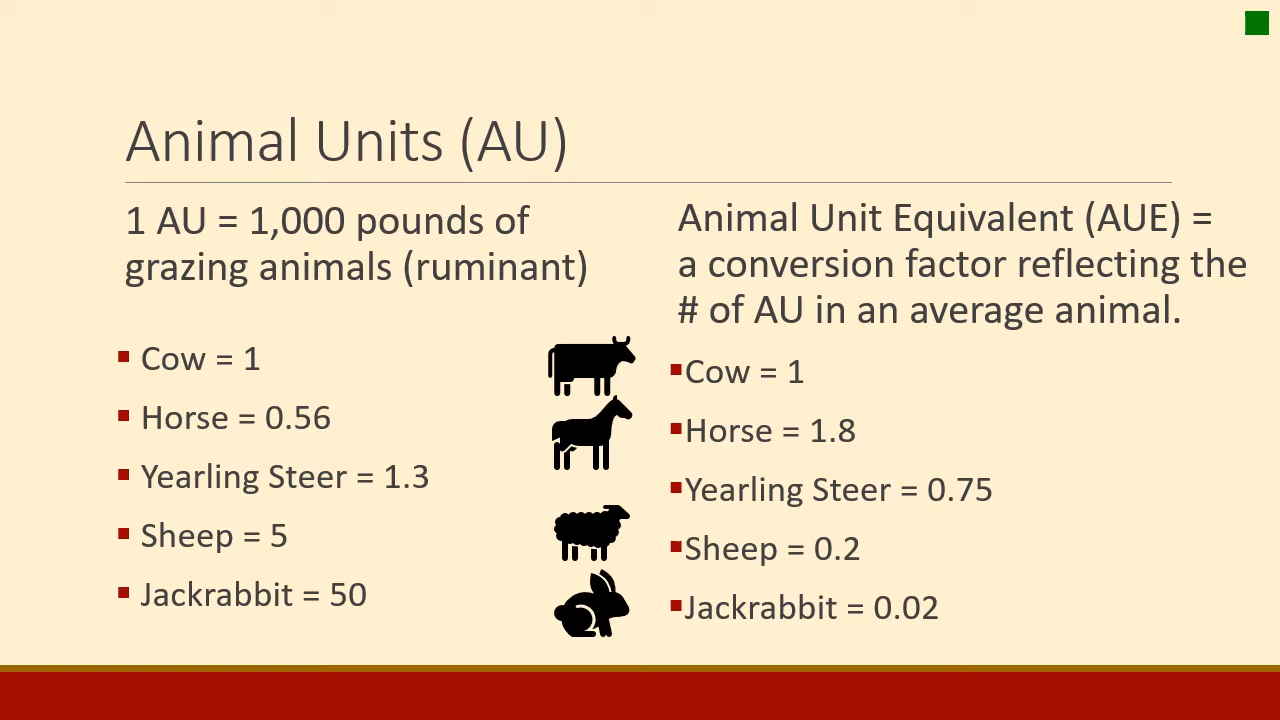 Animal Units (AU)
1 AU = 1,000 pounds of
grazing animals (ruminant)
Cow = 1
Horse = 0.56
Yearling Steer = 1.3
Sheep = 5
Jackrabbit = 50
Animal Unit Equivalent (AUE) =
a conversion factor reflecting the
# of AU in an average animal.
Cow = 1
Horse = 1.8
Yearling Steer = 0.75
Sheep = 0.2
Jackrabbit = 0.02